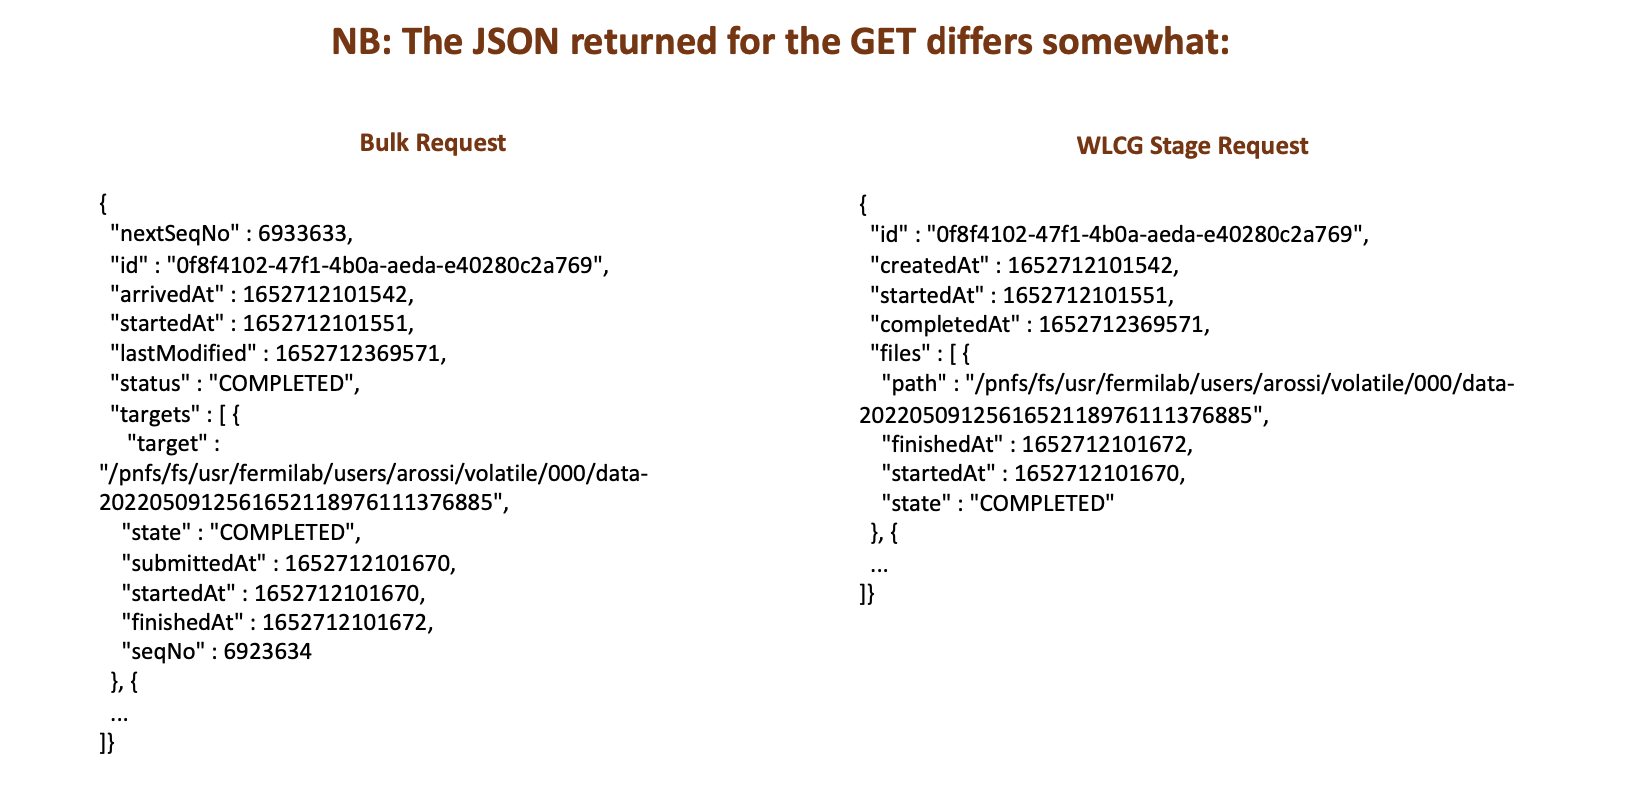 NB: The JSON returned for the GET differs somewhat:
Bulk Request
{
"nextSeqNo" : 6933633,
"id" : "0f8f4102-47f1-4b0a-aeda-e40280c2a769",
"arrivedAt" : 1652712101542,
"startedAt" : 1652712101551,
"lastModified" : 1652712369571,
"status" : "COMPLETED",
"targets" : [ {
"target" :
"/pnfs/fs/usr/fermilab/users/arossi/volatile/000/data-
20220509125616521189761113​76885",
"state" : "COMPLETED",
"submittedAt" : 1652712101670,
"startedAt" : 1652712101670,
"finishedAt" : 1652712101672,
"seqNo" : 6923634
}, {
...
]}
WLCG Stage Request
{
"id" : "0f8f4102-47f1-4b0a-aeda-e40280c2a769",
"createdAt" : 1652712101542,
"startedAt" : 1652712101551,
"completedAt" : 1652712369571,
"files" : [ {
"path" : "/pnfs/fs/usr/fermilab/users/arossi/volatile/000/data-
2022050912561652118976111376885",
"finishedAt" : 1652712101672,
"startedAt" : 1652712101670,
"state" : "COMPLETED"
}, {
...
]}